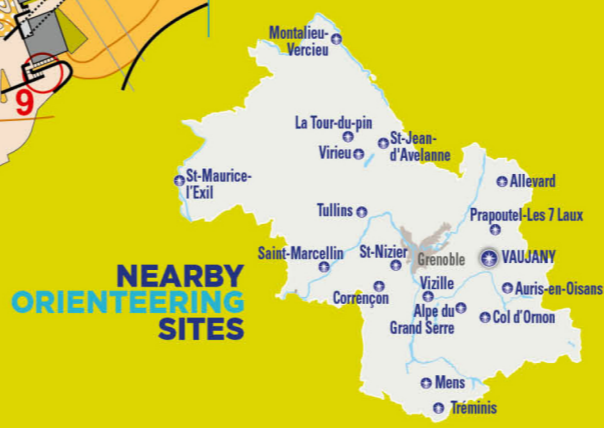 9
Montalieu-
Vercieu
La Tour-du-pin
Virieu
St-Jean-
d'Avelanne
St-Maurice-
l'Exil
Allevard
Tullins
Prapoutel-Les 7 Laux
Saint-Marcellin
St-Nizier
Grenoble
VAUJANY
NEARBY
ORIENTEERING
SITES
Corrençon
Vizille
Auris-en-Oisans
Alpe du
Grand Serre
Col d'Ornon
Mens
Tréminis